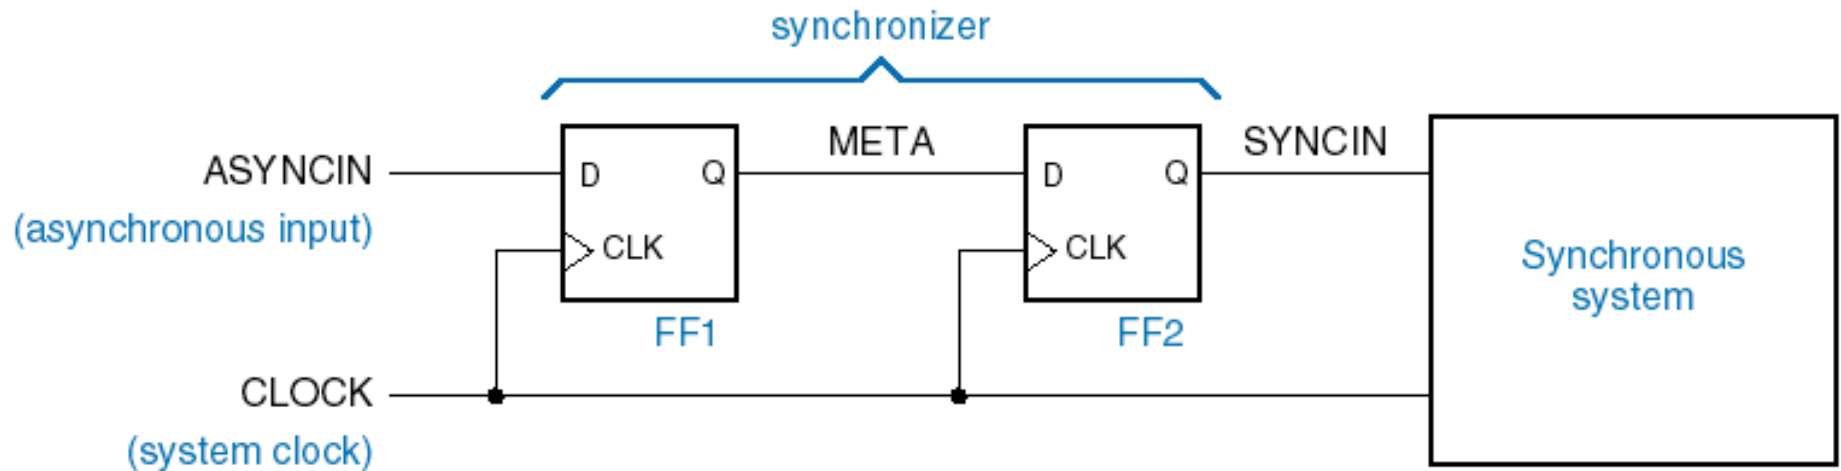 synchronizer
ASYNCIN
(asynchronous input)
D
Q
CLK
FF1
META
D
Q
CLK
FF2
SYNCIN
Synchronous
system
CLOCK
(system clock)